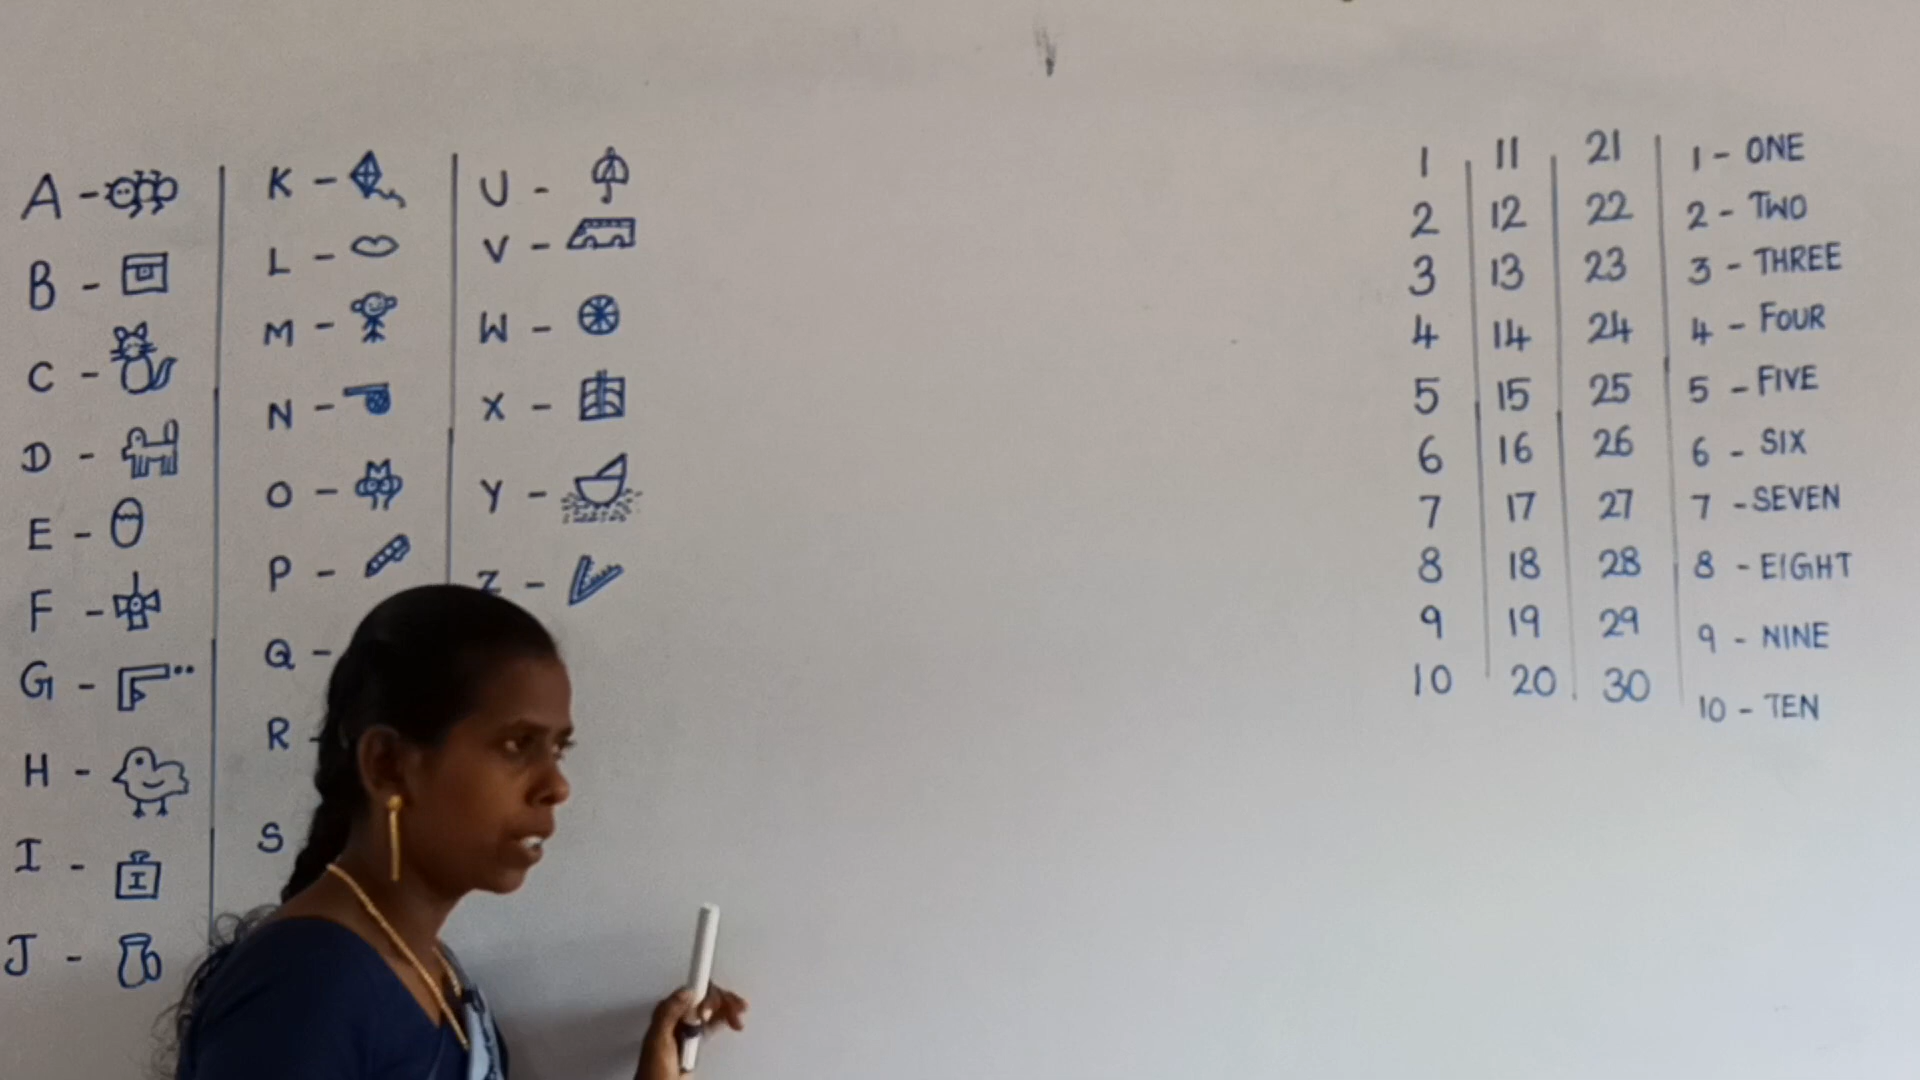 A -
B -
C -
D -
E -
F -
G -
H -
I - I
J -
K -
L -
M -
N -
O -
P -
Q -
R -
S
U -
V -
W -
X -
Y -
Z -
1 11 21 1 - ONE
2 12 22 2 - TWO
3 13 23 3 - THREE
4 14 24 4 - FOUR
5 15 25 5 - FIVE
6 16 26 6 - SIX
7 17 27 7 - SEVEN
8 18 28 8 - EIGHT
9 19 29 9 - NINE
10 20 30 10 - TEN